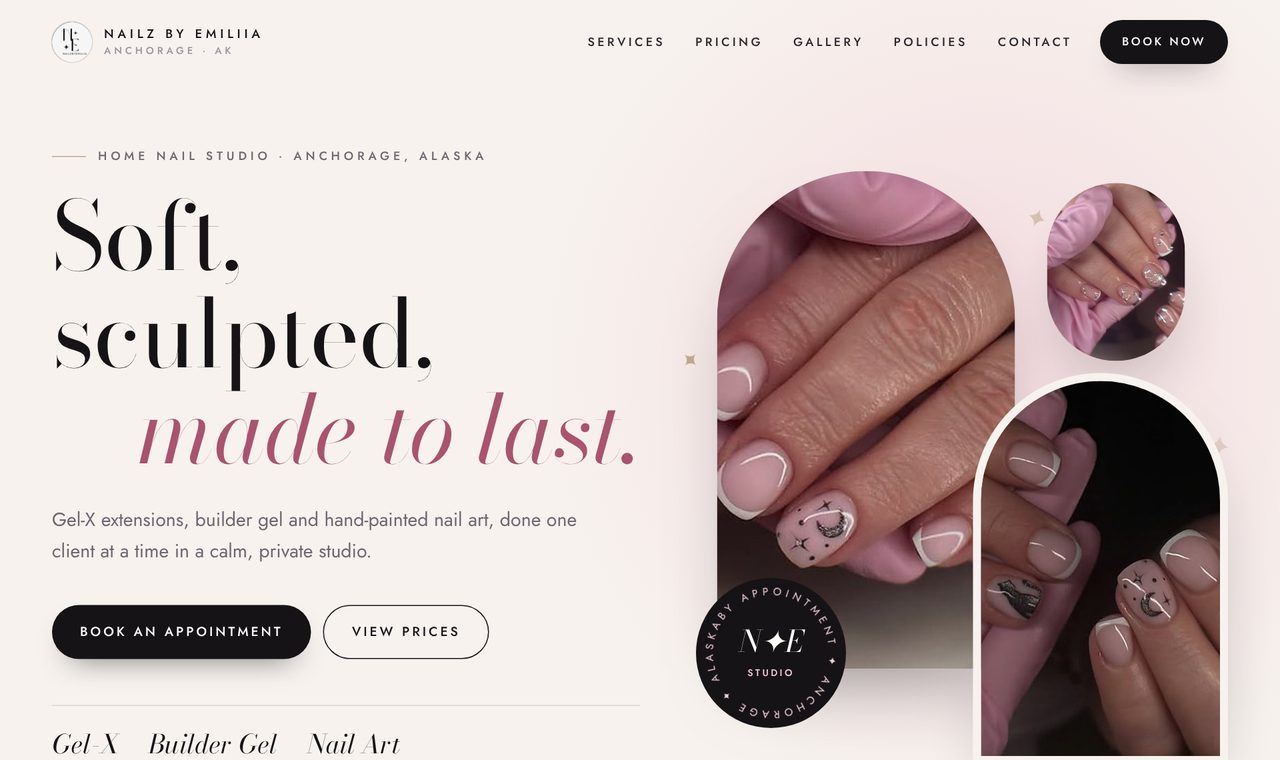 NAILZ BY EMILIIA
ANCHORAGE · AK
SERVICES PRICING GALLERY POLICIES CONTACT BOOK NOW
HOME NAIL STUDIO · ANCHORAGE, ALASKA
Soft,
sculpted,
made to last.
Gel-X extensions, builder gel and hand-painted nail art, done one
client at a time in a calm, private studio.
BOOK AN APPOINTMENT VIEW PRICES
BY APPOINTMENT ✦ ANCHORAGE ✦ ALASKA
N✦E
STUDIO
Gel-X Builder Gel Nail Art